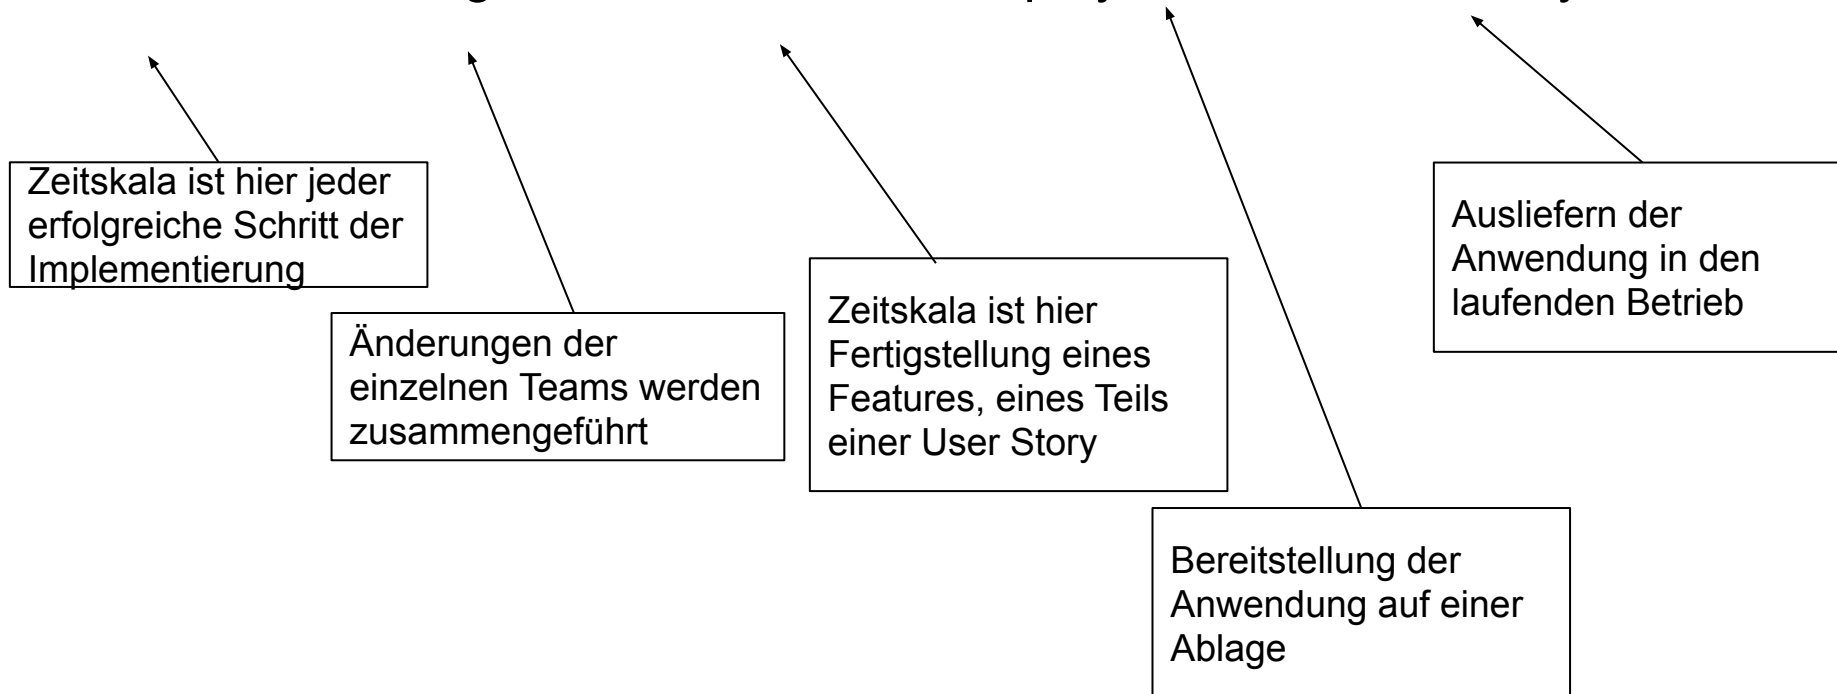 Zeitskala ist hier jeder
erfolgreiche Schritt der
Implementierung
Änderungen der
einzelnen Teams werden
zusammengeführt
Zeitskala ist hier
Fertigstellung eines
Features, eines Teils
einer User Story
Bereitstellung der
Anwendung auf einer
Ablage
Ausliefern der
Anwendung in den
laufenden Betrieb